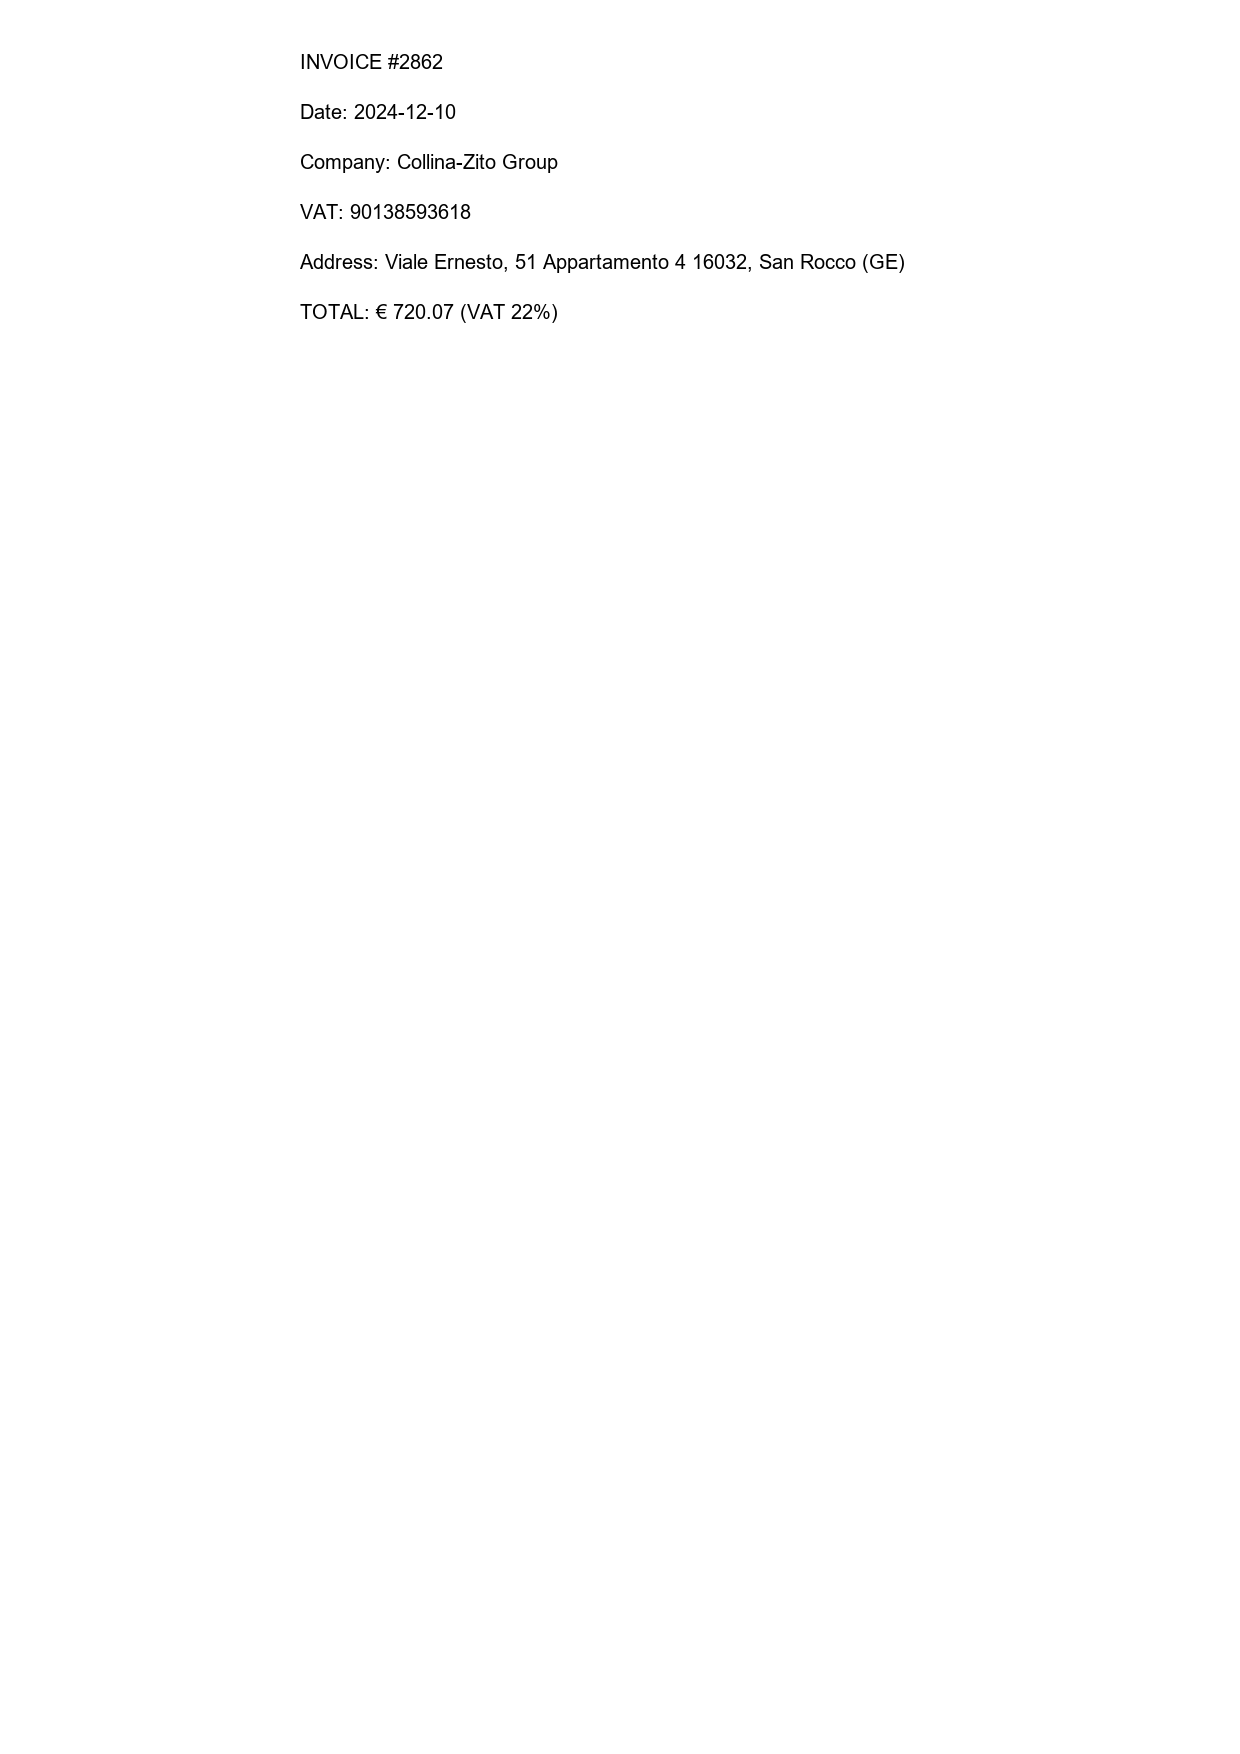 INVOICE #2862
Date: 2024-12-10
Company: Collina-Zito Group
VAT: 90138593618
Address: Viale Ernesto, 51 Appartamento 4 16032, San Rocco (GE)
TOTAL: € 720.07 (VAT 22%)